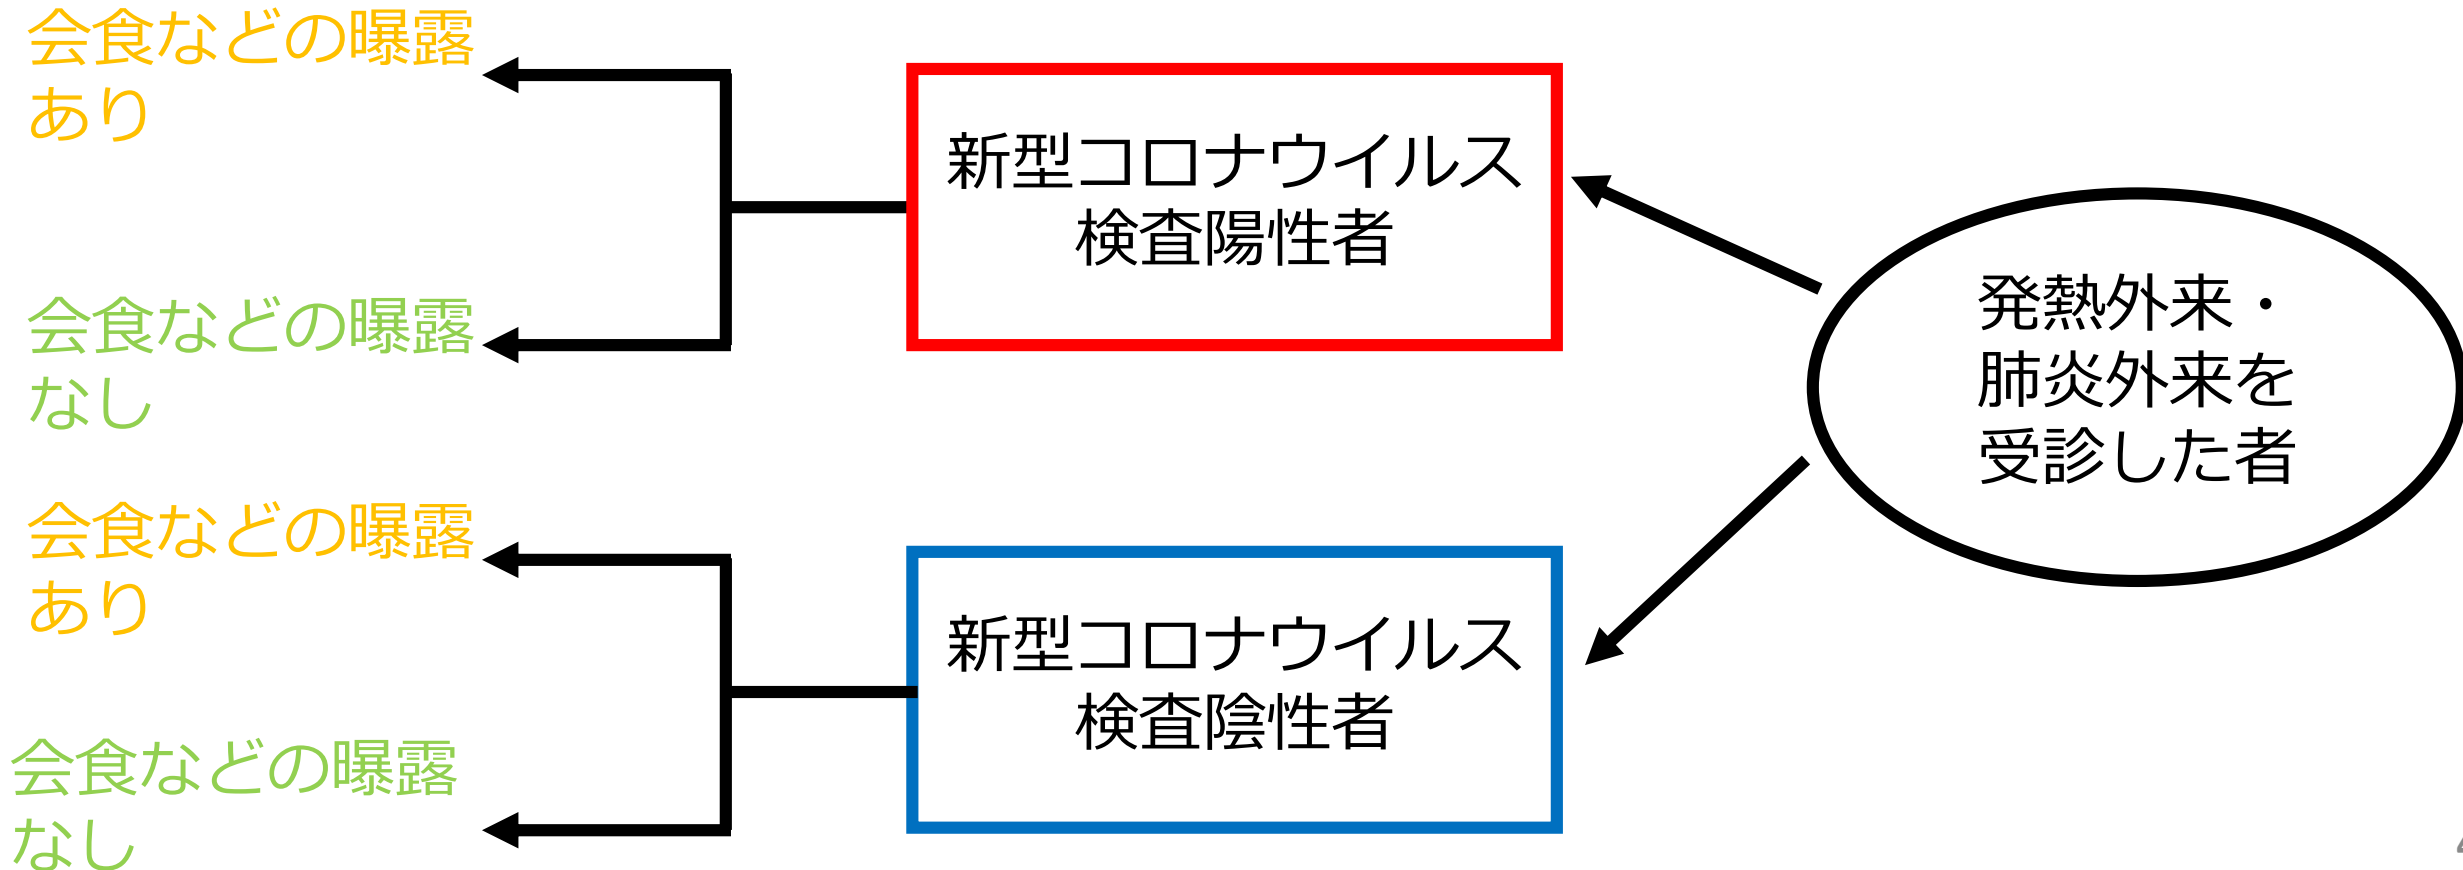 会食などの曝露
あり
会食などの曝露
なし
新型コロナウイルス
検査陽性者
発熱外来・
肺炎外来を
受診した者
会食などの曝露
あり
会食などの曝露
なし
新型コロナウイルス
検査陰性者